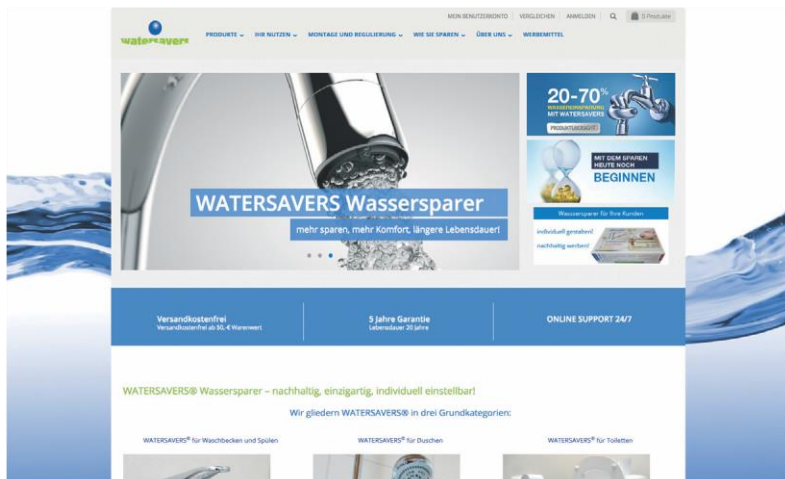 MEIN BENUTZERKONTO VERGLEICHEN ANMELDEN 0 Produkte
watersavers
PRODUKTE IHR NUTZEN MONTAGE UND REGULIERUNG WIE SIE SPAREN ÜBER UNS WERBEMITTEL
WATERSAVERS Wassersparer
mehr sparen, mehr Komfort, längere Lebensdauer!
20-70%
WASSEREINSPARUNG
MIT WATERSAVERS
PRODUKTÜBERSICHT
MIT DEM SPAREN
HEUTE NOCH
BEGINNEN
Wassersparer für Ihre Kunden
individuell gestalten!
nachhaltig werben!
Versandkostenfrei
Versandkostenfrei ab 50,-€ Warenwert
5 Jahre Garantie
Lebensdauer 20 Jahre
ONLINE SUPPORT 24/7
WATERSAVERS® Wassersparer – nachhaltig, einzigartig, individuell einstellbar!
Wir gliedern WATERSAVERS® in drei Grundkategorien:
WATERSAVERS® für Waschbecken und Spülen
WATERSAVERS® für Duschen
WATERSAVERS® für Toiletten